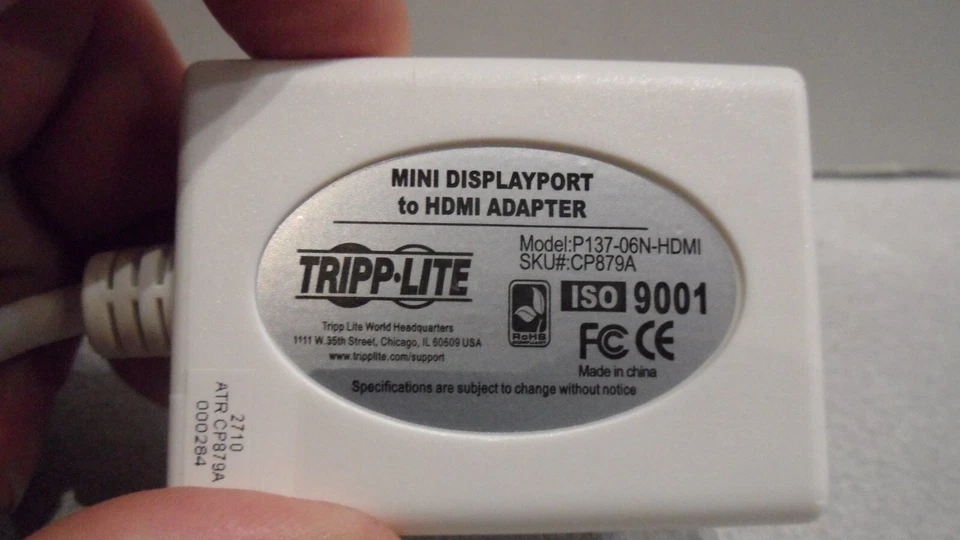 MINI DISPLAYPORT
to HDMI ADAPTER
TRIPP·LITE
Model:P137-06N-HDMI
SKU#:CP879A
RoHS
COMPLIANT
ISO 9001
FC CE
Made in china
Tripp Lite World Headquarters
1111 W.35th Street, Chicago, IL 60609 USA
www.tripplite.com/support
Specifications are subject to change without notice
2710
ATR CP879A
000284